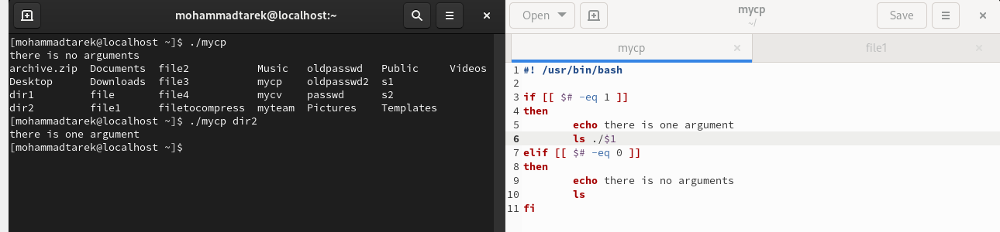 mohammadtarek@localhost:~
[mohammadtarek@localhost ~]$ ./mycp
there is no arguments
archive.zip Documents file2 Music oldpasswd Public Videos
Desktop Downloads file3 mycp oldpasswd2 s1
dir1 file file4 mycv passwd s2
dir2 file1 filetocompress myteam Pictures Templates
[mohammadtarek@localhost ~]$ ./mycp dir2
there is one argument
[mohammadtarek@localhost ~]$
Open mycp Save
~/
mycp file1
1 #! /usr/bin/bash
2
3 if [[ $# -eq 1 ]]
4 then
5 echo there is one argument
6 ls ./$1
7 elif [[ $# -eq 0 ]]
8 then
9 echo there is no arguments
10 ls
11 fi